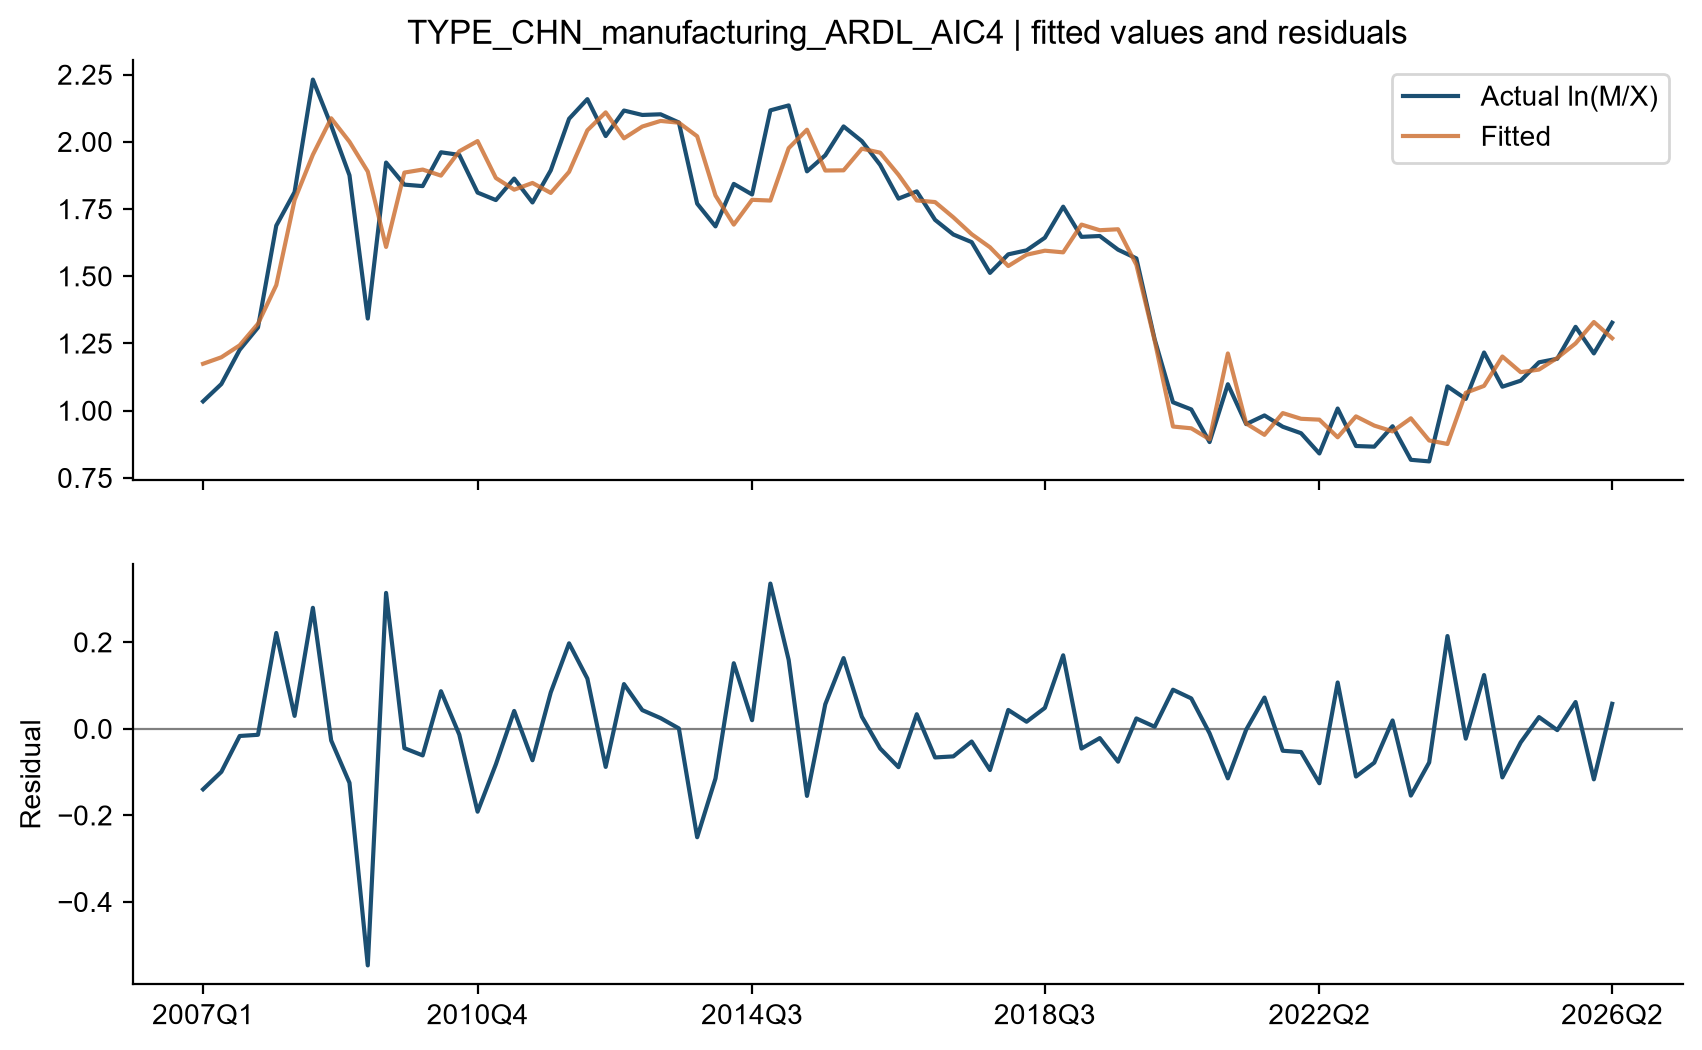 TYPE_CHN_manufacturing_ARDL_AIC4 | fitted values and residuals
2.25
2.00
1.75
1.50
1.25
1.00
0.75
Actual ln(M/X)
Fitted
Residual
0.2
0.0
−0.2
−0.4
2007Q1 2010Q4 2014Q3 2018Q3 2022Q2 2026Q2